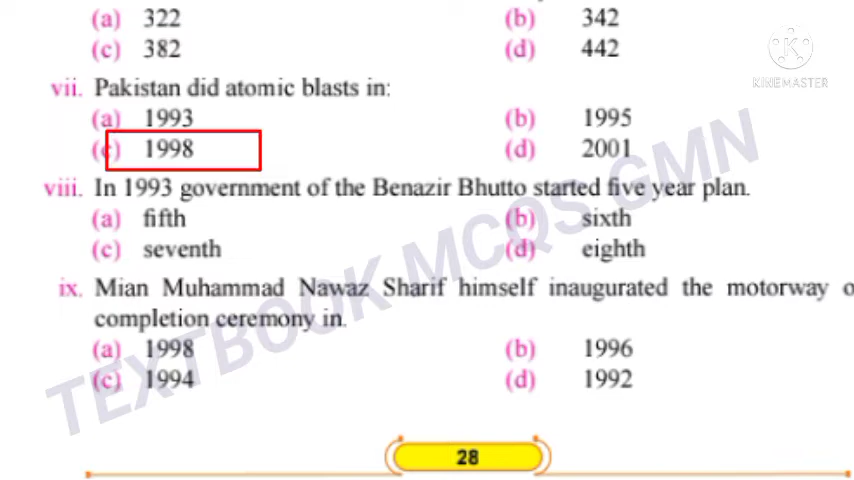 (a) 322 (b) 342
(c) 382 (d) 442
KINEMASTER
vii. Pakistan did atomic blasts in:
(a) 1993 (b) 1995
(c) 1998 (d) 2001
viii. In 1993 government of the Benazir Bhutto started five year plan.
(a) fifth (b) sixth
(c) seventh (d) eighth
ix. Mian Muhammad Nawaz Sharif himself inaugurated the motorway
completion ceremony in.
(a) 1998 (b) 1996
(c) 1994 (d) 1992
TEXTBOOK MCQS GMN
28